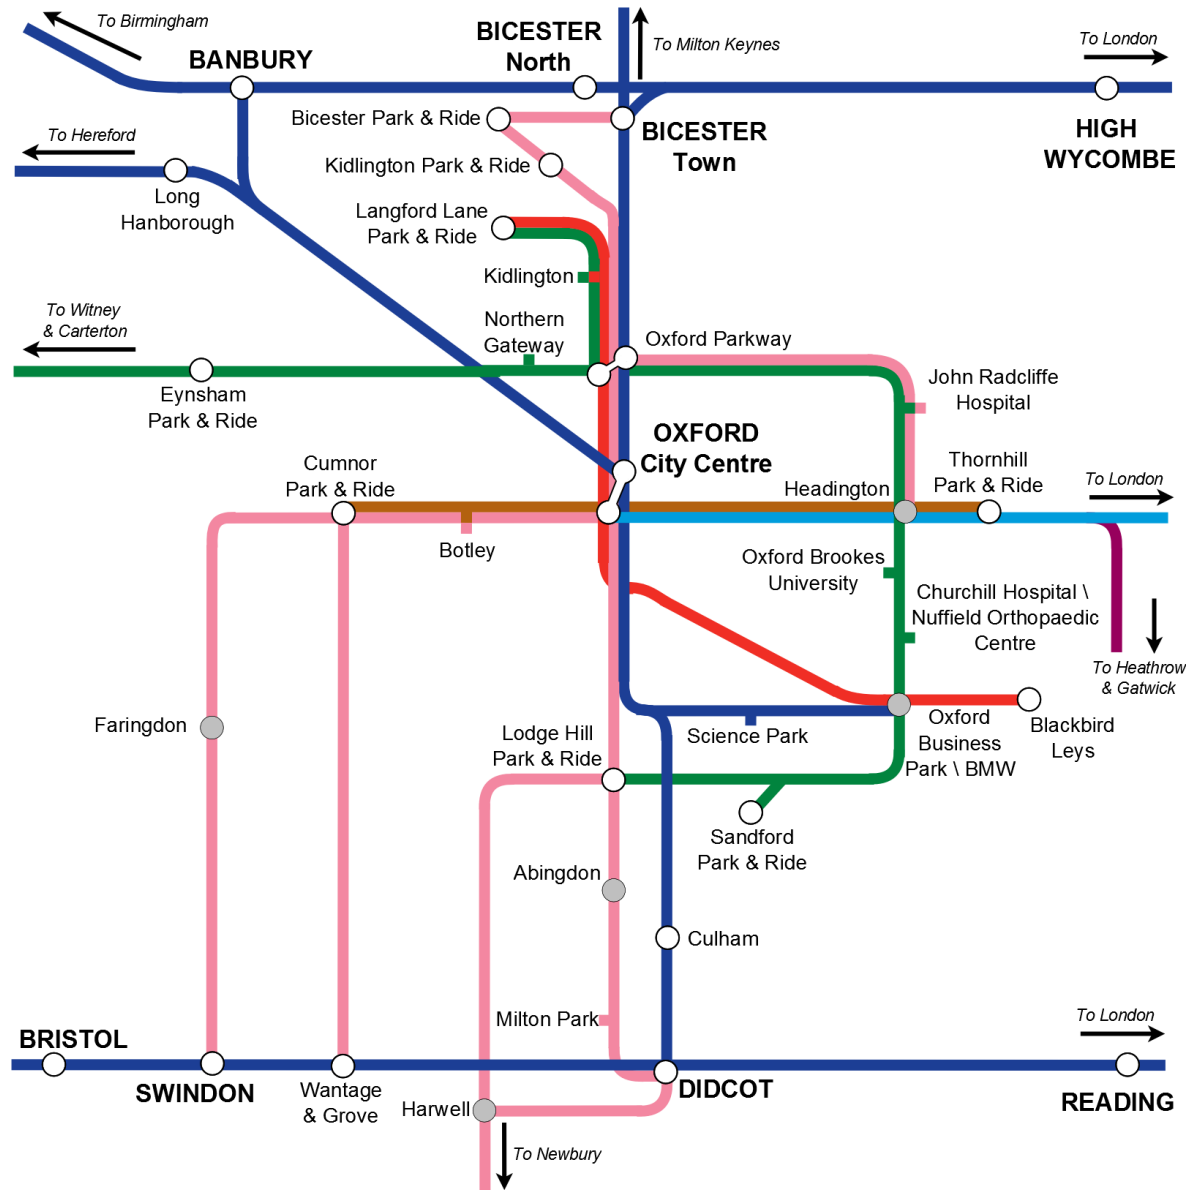 To Birmingham
BICESTER
North
To Milton Keynes
To London
BANBURY
Bicester Park & Ride
BICESTER
Town
HIGH
WYCOMBE
To Hereford
Kidlington Park & Ride
Long
Hanborough
Langford Lane
Park & Ride
Kidlington
To Witney
& Carterton
Northern
Gateway
Oxford Parkway
Eynsham
Park & Ride
John Radcliffe
Hospital
OXFORD
City Centre
Cumnor
Park & Ride
Headington
Thornhill
Park & Ride
To London
Botley
Oxford Brookes
University
Churchill Hospital \
Nuffield Orthopaedic
Centre
To Heathrow
& Gatwick
Faringdon
Lodge Hill
Park & Ride
Science Park
Oxford
Business
Park \ BMW
Blackbird
Leys
Sandford
Park & Ride
Abingdon
Culham
Milton Park
To London
BRISTOL
SWINDON
Wantage
& Grove
Harwell
DIDCOT
READING
To Newbury